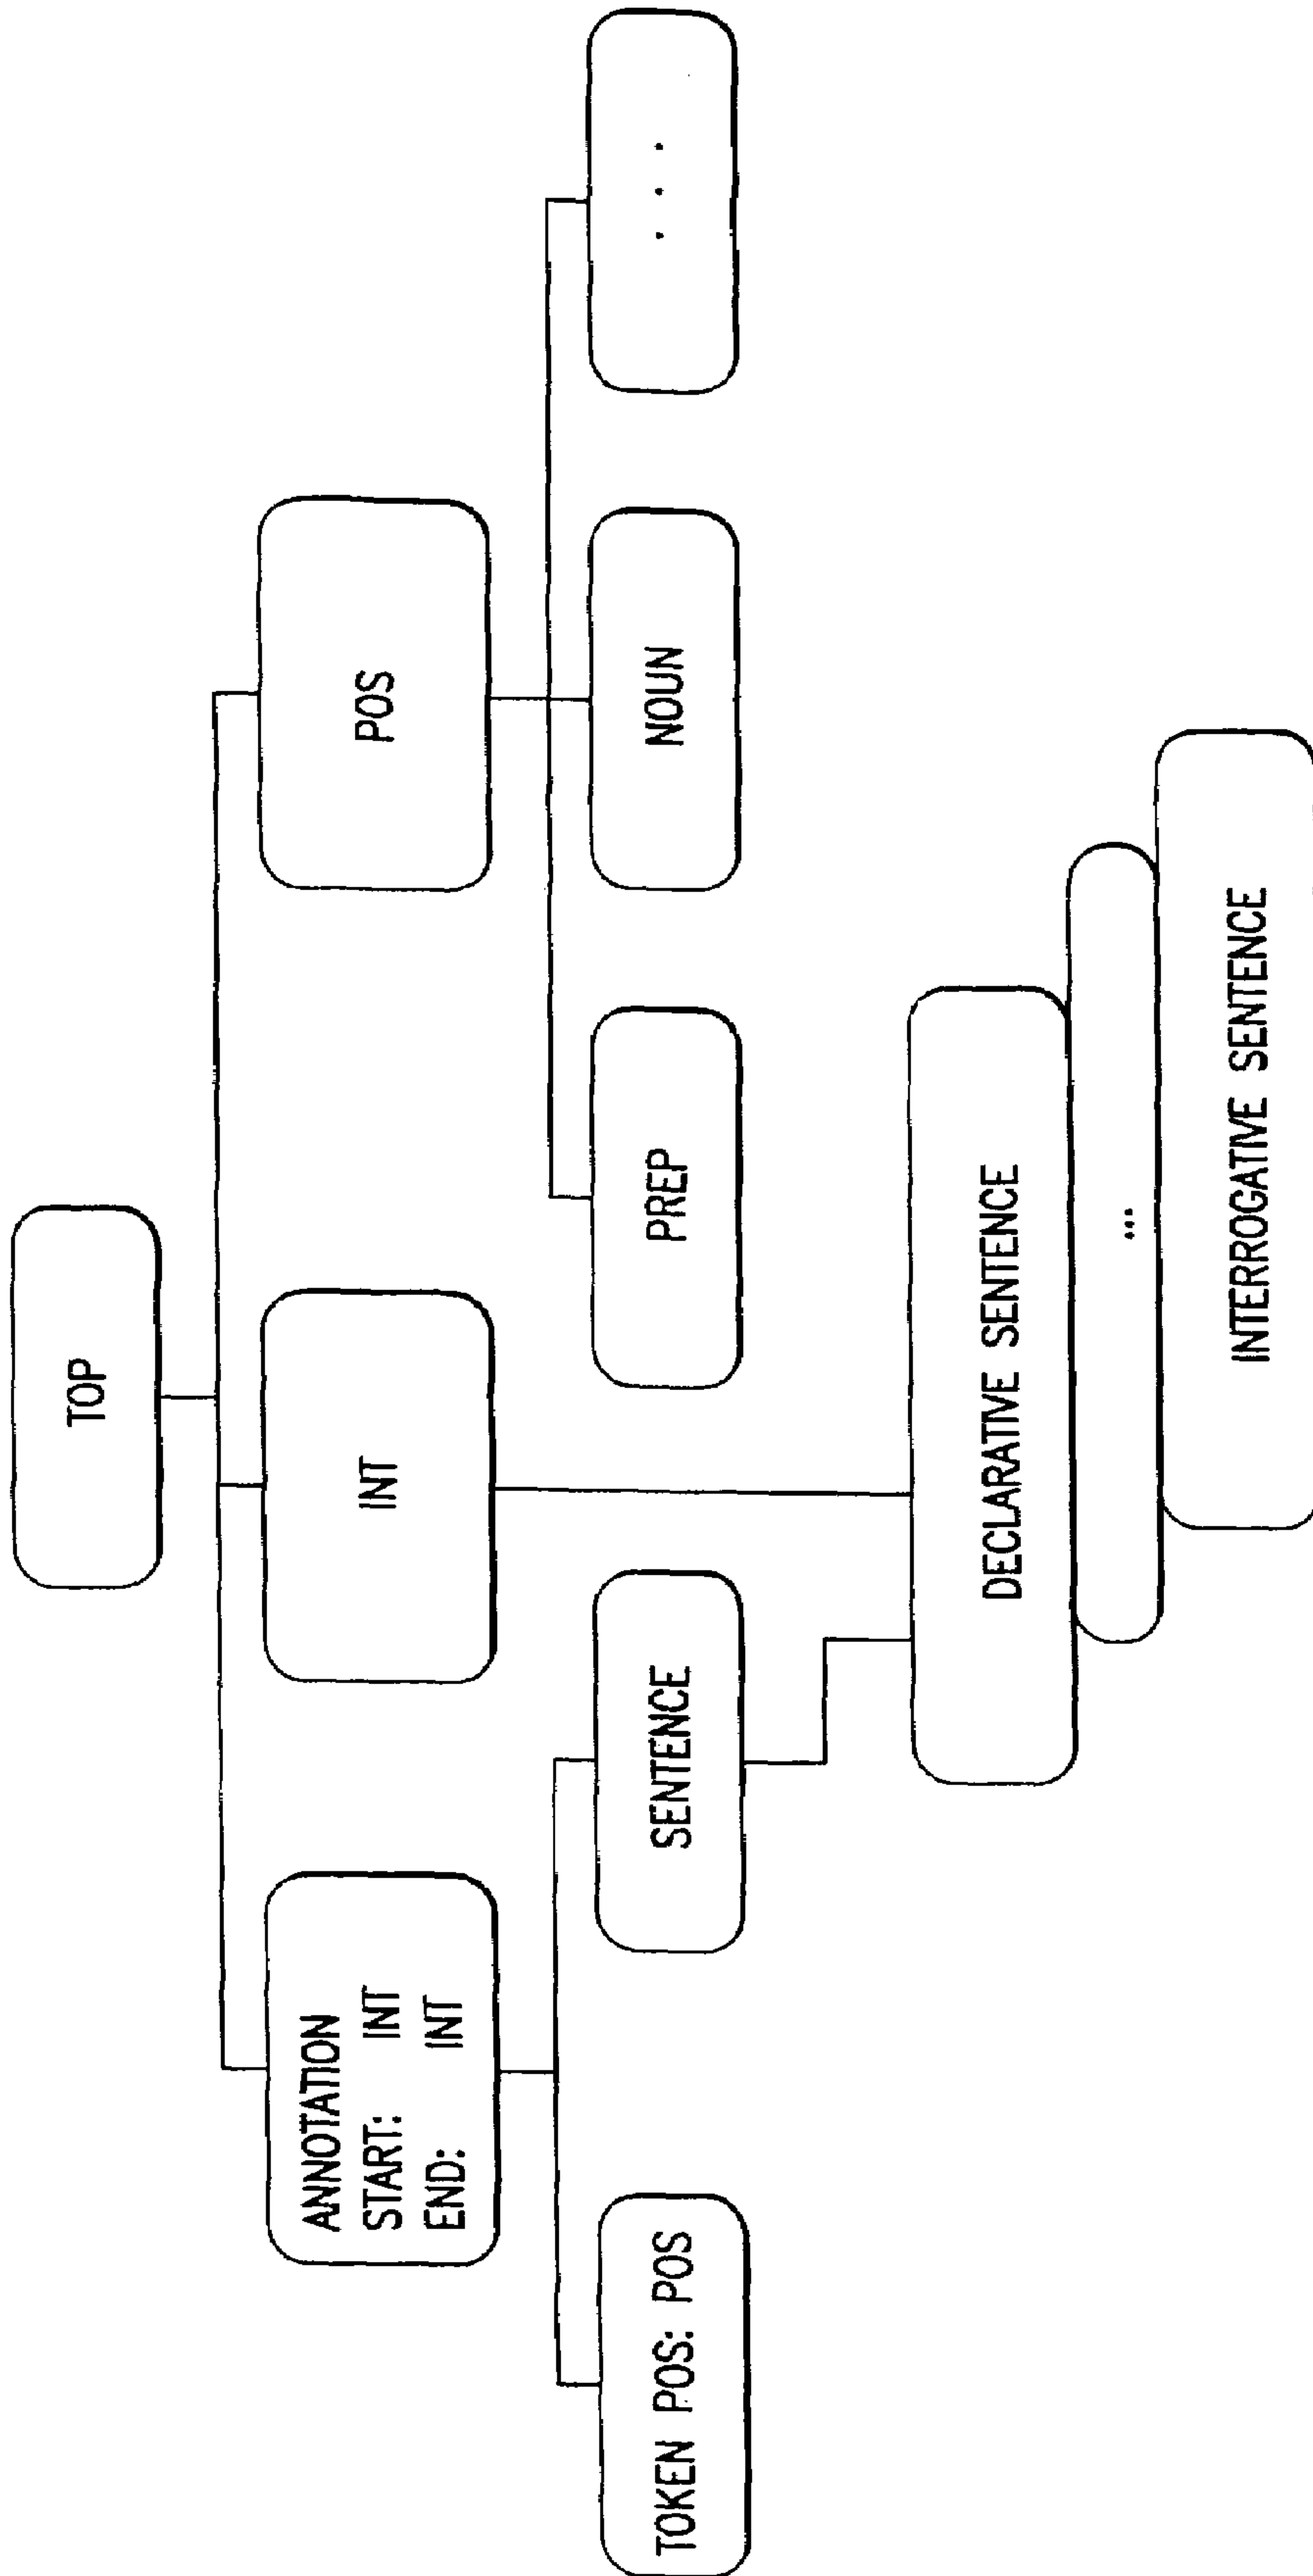 TOP
ANNOTATION
START: INT
END: INT
INT
POS
TOKEN POS: POS
SENTENCE
PREP
NOUN
. . .
DECLARATIVE SENTENCE
...
INTERROGATIVE SENTENCE